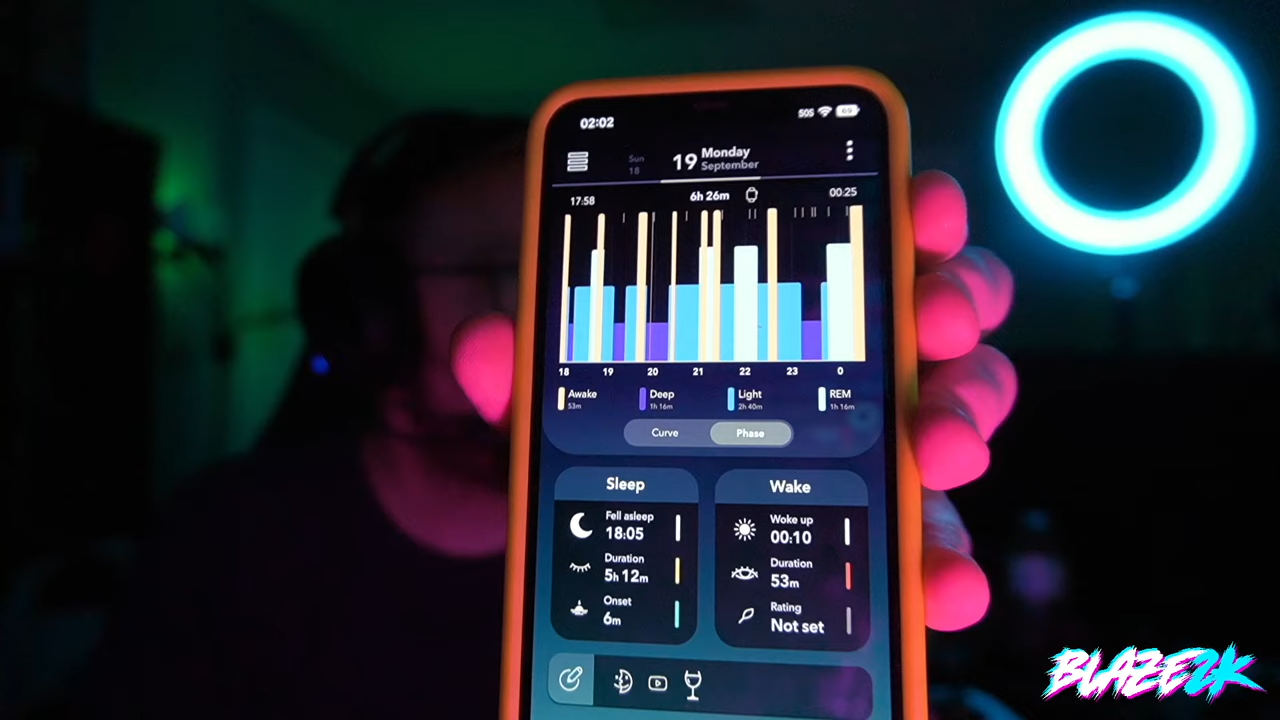 02:02
SOS 69
Sun 18
19 Monday September
17:58 6h 26m 00:25
18 19 20 21 22 23 0
Awake 53m
Deep 1h 16m
Light 2h 40m
REM 1h 16m
Curve Phase
Sleep
Fell asleep
18:05
Duration
5h 12m
Onset
6m
Wake
Woke up
00:10
Duration
53m
Rating
Not set
BLAZE2K